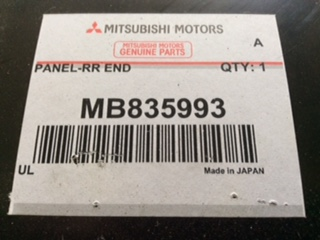 MITSUBISHI MOTORS
MITSUBISHI MOTORS
GENUINE PARTS
A
PANEL-RR END QTY: 1
MB835993
UL Made in JAPAN